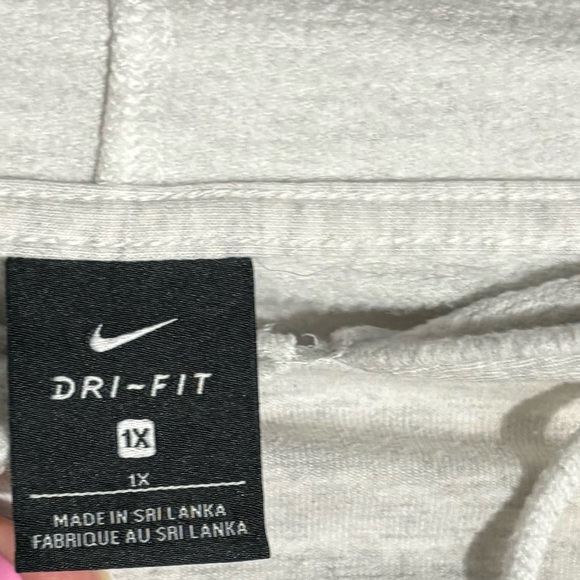 DRI~FIT
1X
1X
MADE IN SRI LANKA
FABRIQUE AU SRI LANKA